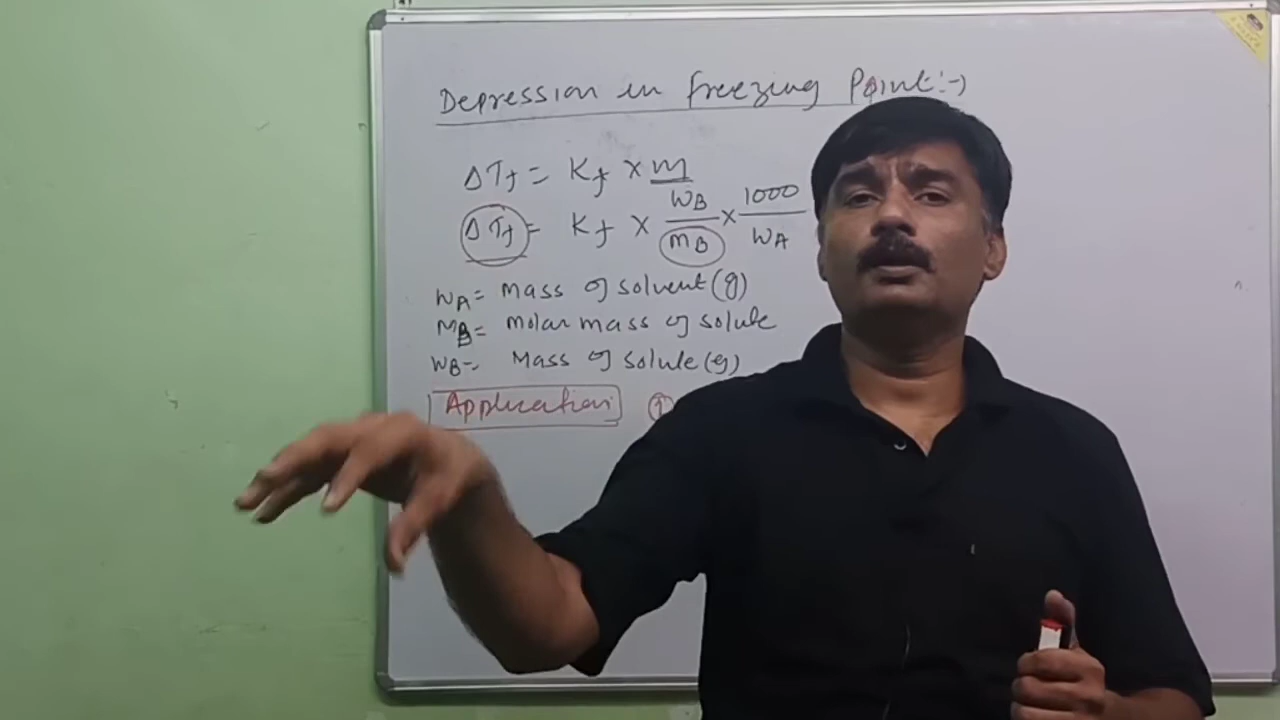 Depression in freezing Point:-)
ΔTf = Kf × m
ΔTf = Kf × WB/MB × 1000/WA
WA = Mass of solvent (g)
MB = Molar mass of solute
WB = Mass of solute (g)
Application ①